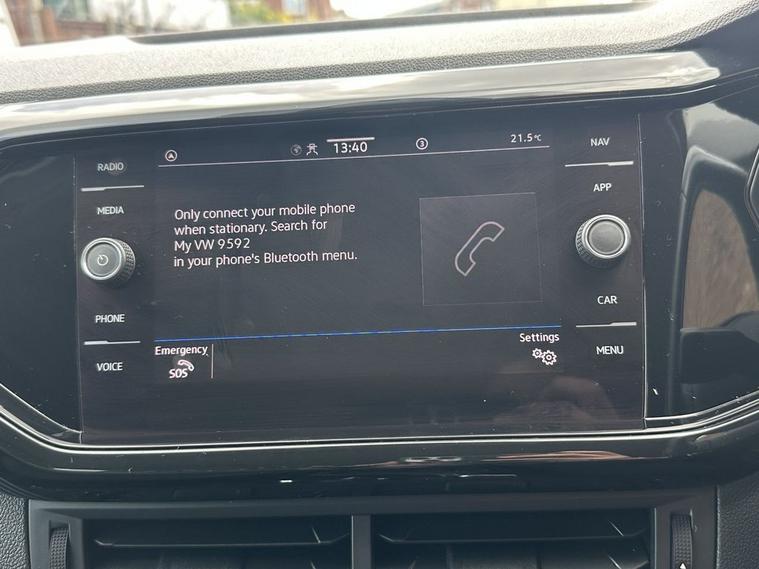 RADIO
MEDIA
PHONE
VOICE
13:40
3
21.5°C
Only connect your mobile phone
when stationary. Search for
My VW 9592
in your phone's Bluetooth menu.
Emergency
SOS
Settings
NAV
APP
CAR
MENU